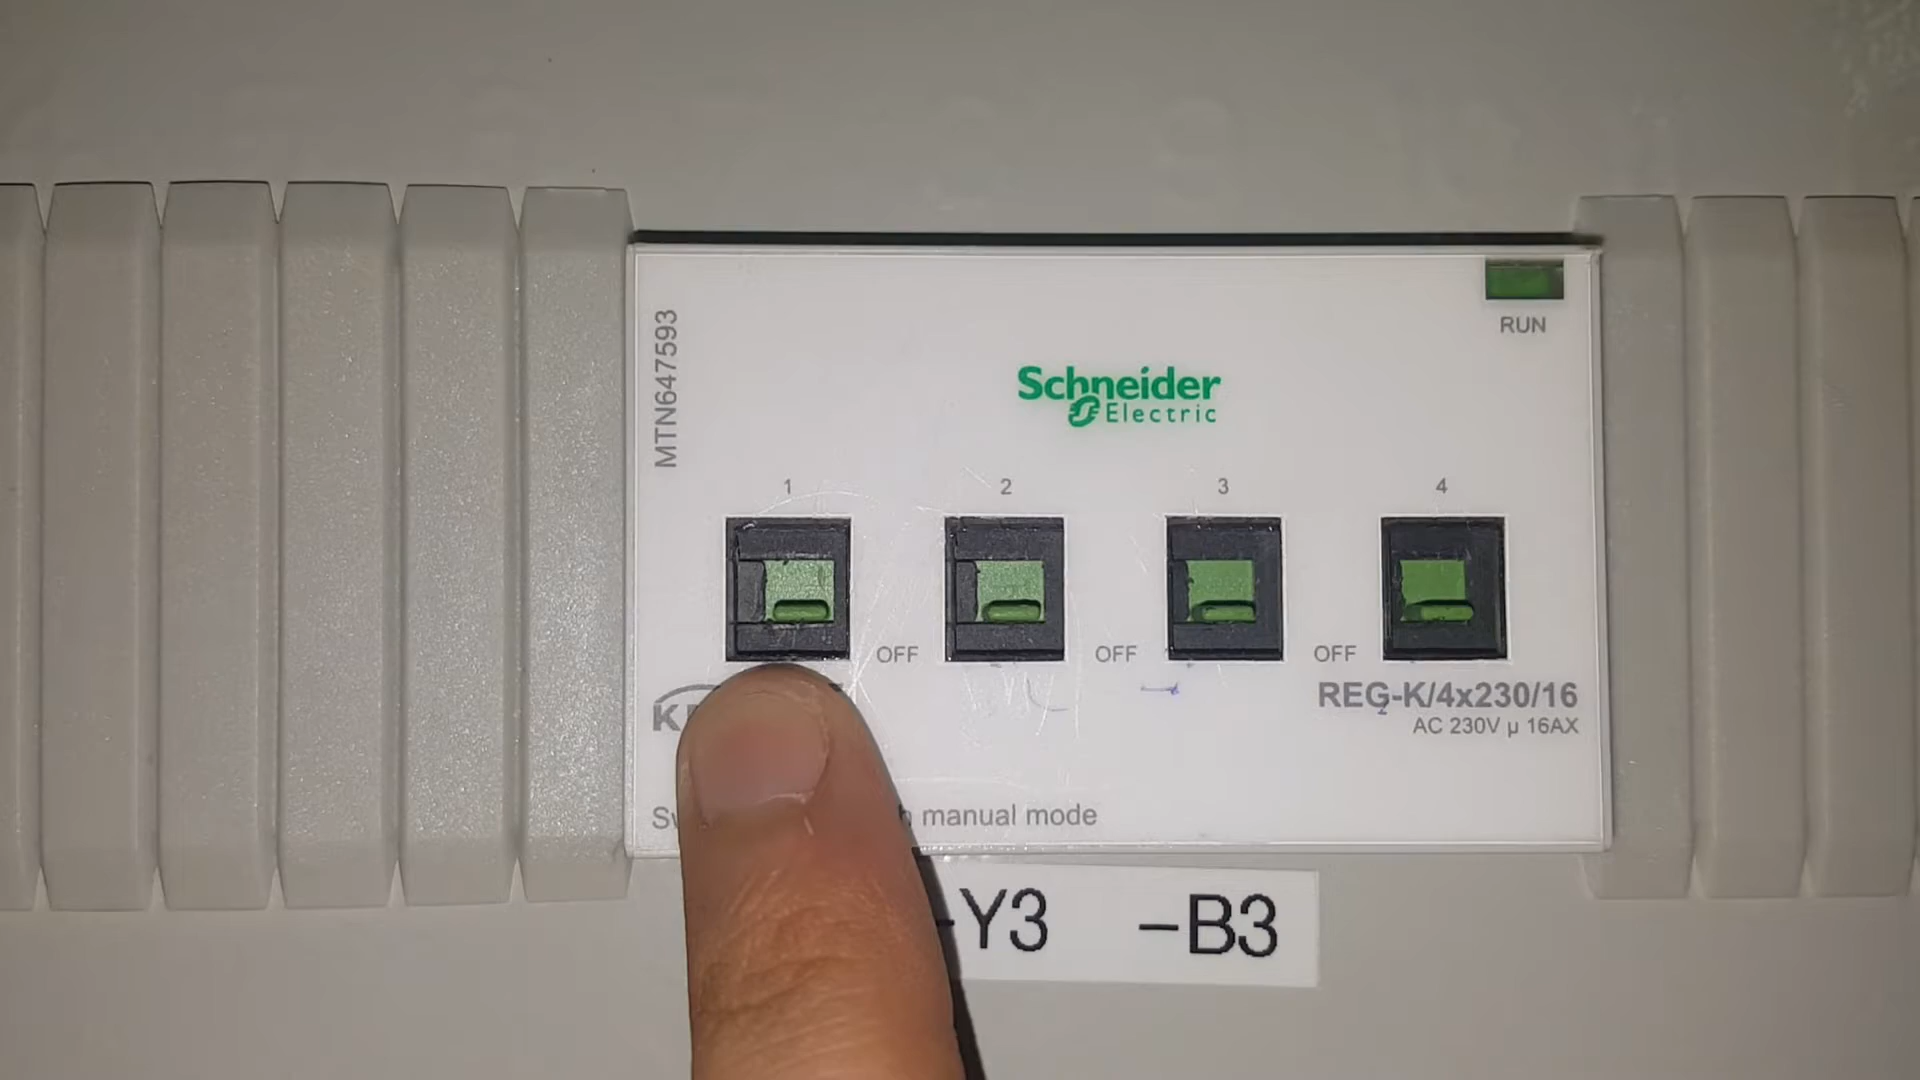 RUN
MTN647593
Schneider
Electric
1 2 3 4
OFF OFF OFF
REG-K/4x230/16
AC 230V µ 16AX
manual mode
-Y3 -B3